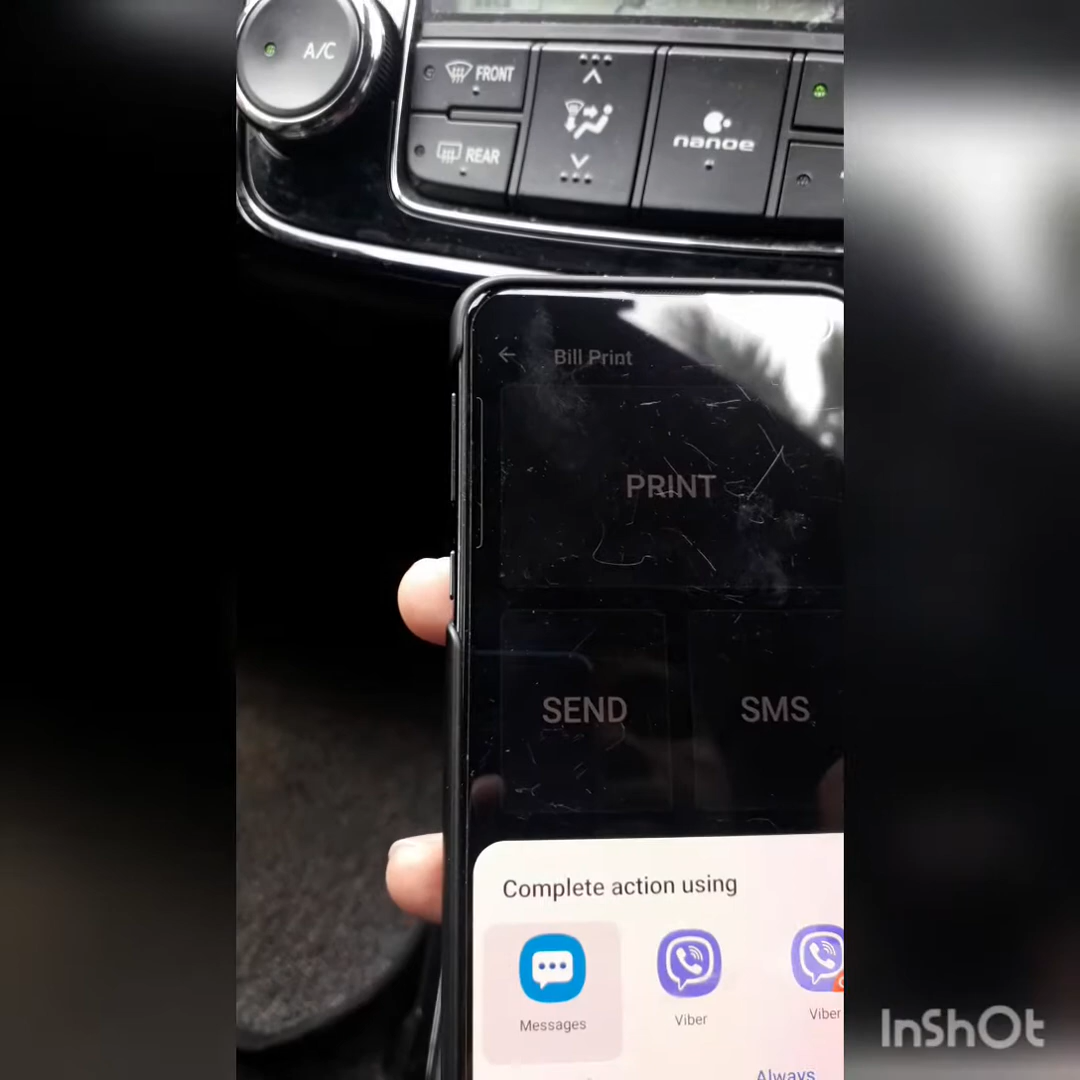 A/C
FRONT
REAR
nanoe
Bill Print
PRINT
SEND
SMS
Complete action using
Messages
Viber
Viber
Always
InShOt